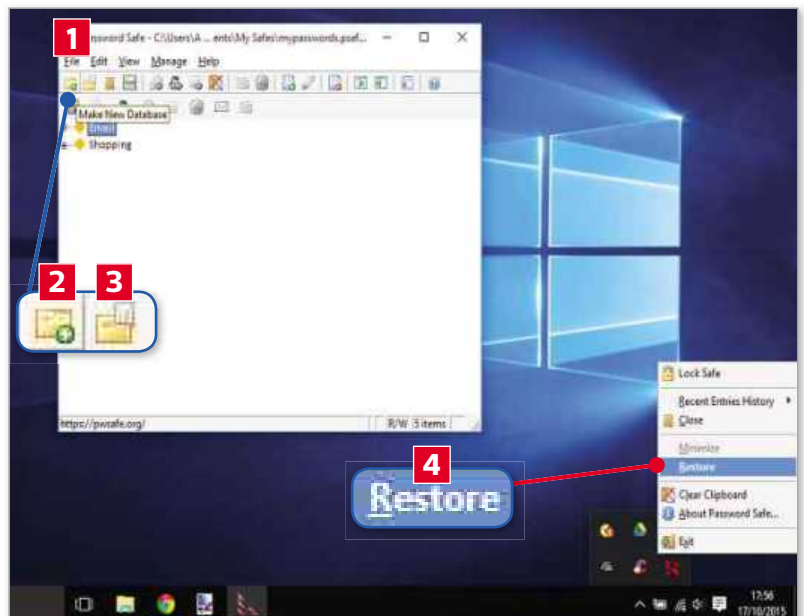 1
Password Safe - C:\Users\A ... ents\My Safes\mypasswords.psaf...
File Edit View Manage Help
Make New Database
Email
Shopping
2 3
https://pwsafe.org/
R/W 3 items
4
Restore
Lock Safe
Recent Entries History
Close
Minimize
Restore
Clear Clipboard
About Password Safe...
Exit
17:56
17/10/2015